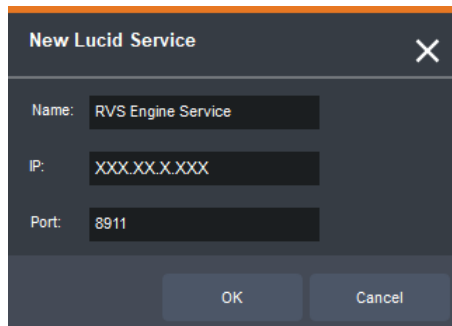 New Lucid Service
Name: RVS Engine Service
IP: XXX.XX.X.XXX
Port: 8911
OK Cancel